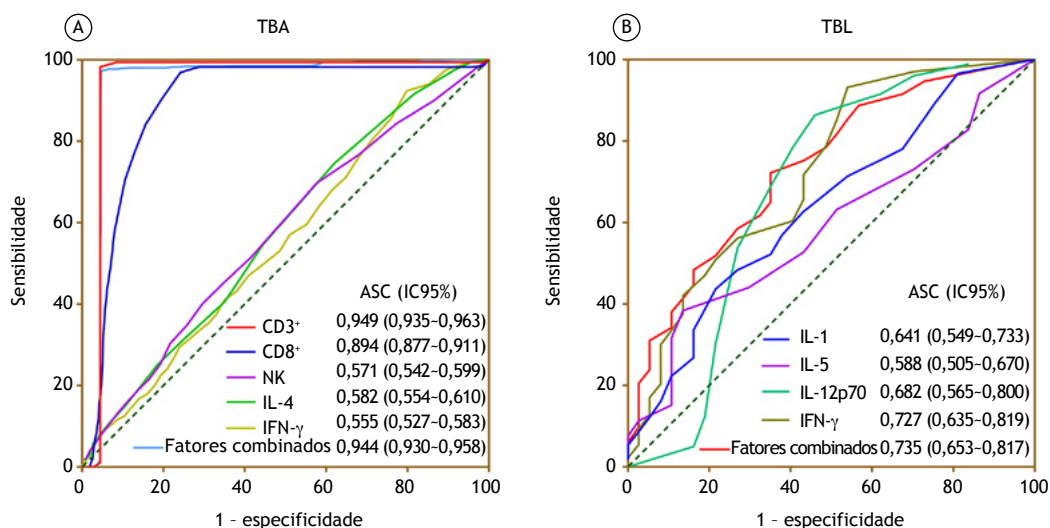 A
TBA
Sensibilidade
100
80
60
40
20
0
ASC (IC95%)
CD3+ 0,949 (0,935~0,963)
CD8+ 0,894 (0,877~0,911)
NK 0,571 (0,542~0,599)
IL-4 0,582 (0,554~0,610)
IFN-γ 0,555 (0,527~0,583)
Fatores combinados 0,944 (0,930~0,958)
0 20 40 60 80 100
1 - especificidade
B
TBL
Sensibilidade
100
80
60
40
20
0
ASC (IC95%)
IL-1 0,641 (0,549~0,733)
IL-5 0,588 (0,505~0,670)
IL-12p70 0,682 (0,565~0,800)
IFN-γ 0,727 (0,635~0,819)
Fatores combinados 0,735 (0,653~0,817)
0 20 40 60 80 100
1 - especificidade